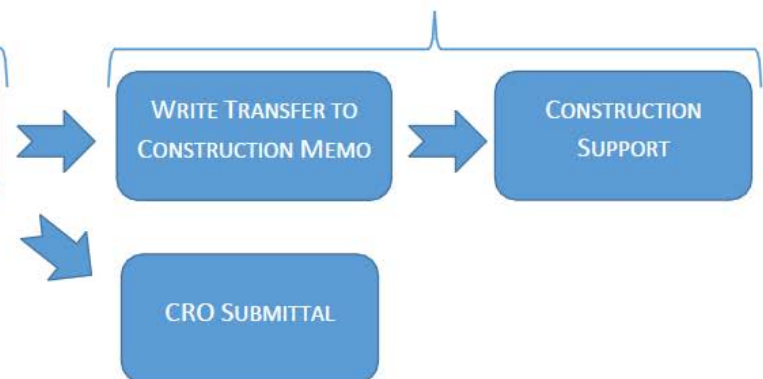 WRITE TRANSFER TO
CONSTRUCTION MEMO
CONSTRUCTION
SUPPORT
CRO SUBMITTAL